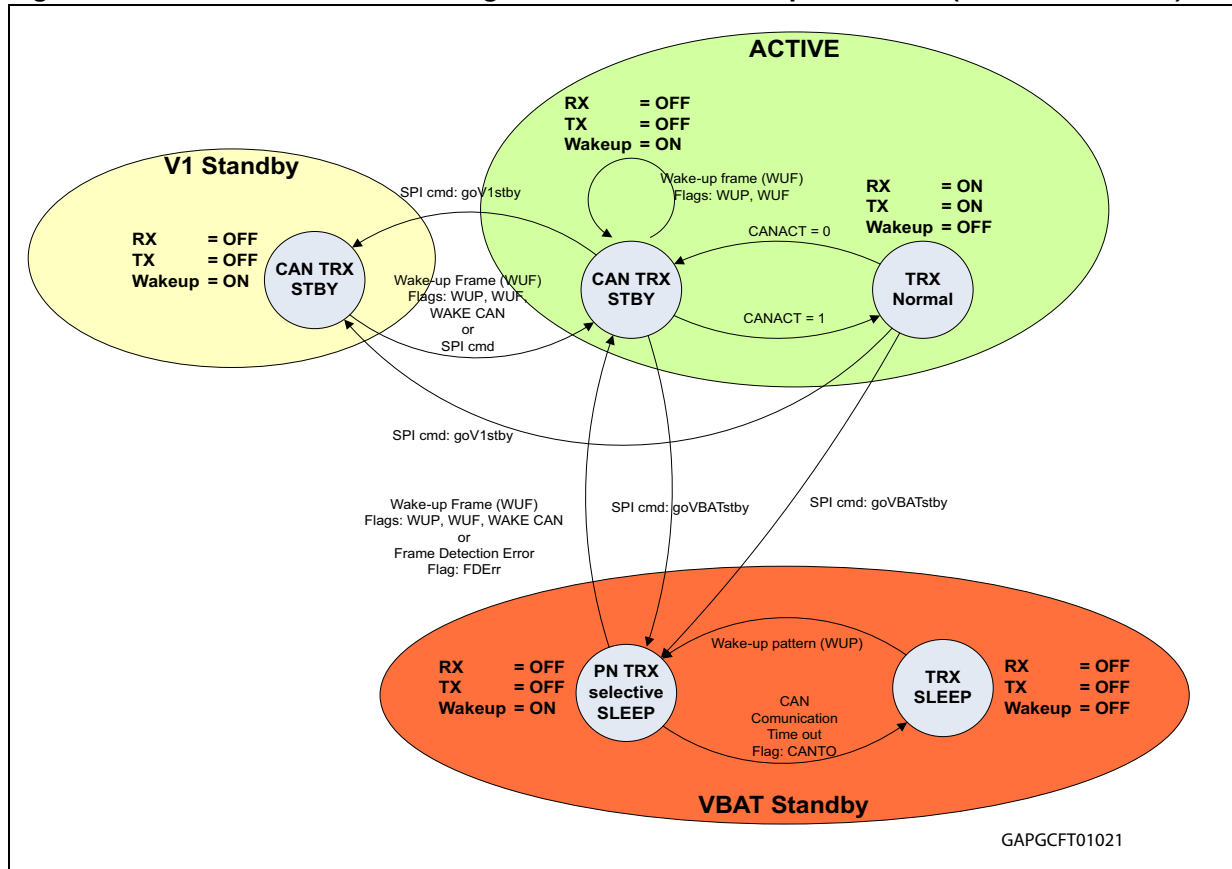 ACTIVE
RX = OFF
TX = OFF
Wakeup = ON
V1 Standby
SPI cmd: goV1stby
Wake-up frame (WUF)
Flags: WUP, WUF
RX = ON
TX = ON
Wakeup = OFF
RX = OFF
TX = OFF
Wakeup = ON
CAN TRX
STBY
Wake-up Frame (WUF)
Flags: WUP, WUF,
WAKE CAN
or
SPI cmd
CAN TRX
STBY
CANACT = 0
CANACT = 1
TRX
Normal
SPI cmd: goV1stby
Wake-up Frame (WUF)
Flags: WUP, WUF, WAKE CAN
or
Frame Detection Error
Flag: FDErr
SPI cmd: goVBATstby
SPI cmd: goVBATstby
RX = OFF
TX = OFF
Wakeup = ON
PN TRX
selective
SLEEP
Wake-up pattern (WUP)
CAN
Comunication
Time out
Flag: CANTO
TRX
SLEEP
RX = OFF
TX = OFF
Wakeup = OFF
VBAT Standby
GAPGCFT01021